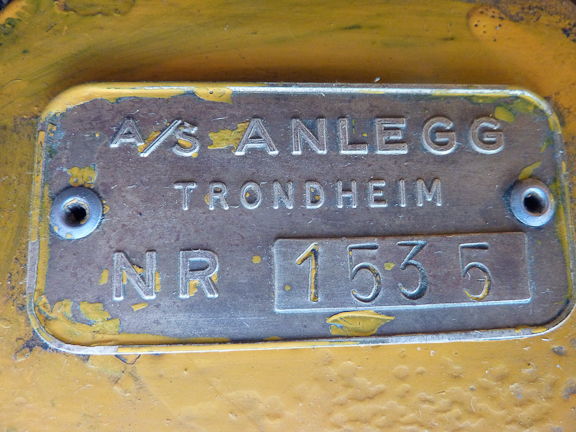 A/S ANLEGG
TRONDHEIM
NR 1535